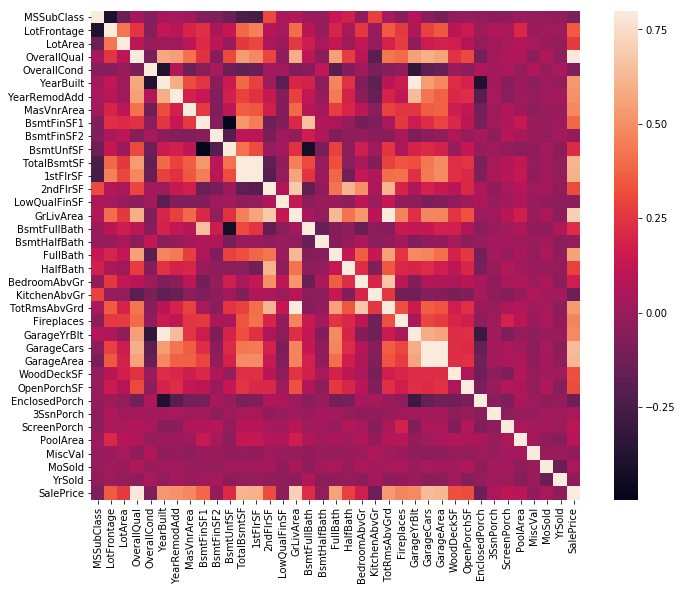 MSSubClass
LotFrontage
LotArea
OverallQual
OverallCond
YearBuilt
YearRemodAdd
MasVnrArea
BsmtFinSF1
BsmtFinSF2
BsmtUnfSF
TotalBsmtSF
1stFlrSF
2ndFlrSF
LowQualFinSF
GrLivArea
BsmtFullBath
BsmtHalfBath
FullBath
HalfBath
BedroomAbvGr
KitchenAbvGr
TotRmsAbvGrd
Fireplaces
GarageYrBlt
GarageCars
GarageArea
WoodDeckSF
OpenPorchSF
EnclosedPorch
3SsnPorch
ScreenPorch
PoolArea
MiscVal
MoSold
YrSold
SalePrice
MSSubClass
LotFrontage
LotArea
OverallQual
OverallCond
YearBuilt
YearRemodAdd
MasVnrArea
BsmtFinSF1
BsmtFinSF2
BsmtUnfSF
TotalBsmtSF
1stFlrSF
2ndFlrSF
LowQualFinSF
GrLivArea
BsmtFullBath
BsmtHalfBath
FullBath
HalfBath
BedroomAbvGr
KitchenAbvGr
TotRmsAbvGrd
Fireplaces
GarageYrBlt
GarageCars
GarageArea
WoodDeckSF
OpenPorchSF
EnclosedPorch
3SsnPorch
ScreenPorch
PoolArea
MiscVal
MoSold
YrSold
SalePrice
0.75
0.50
0.25
0.00
−0.25